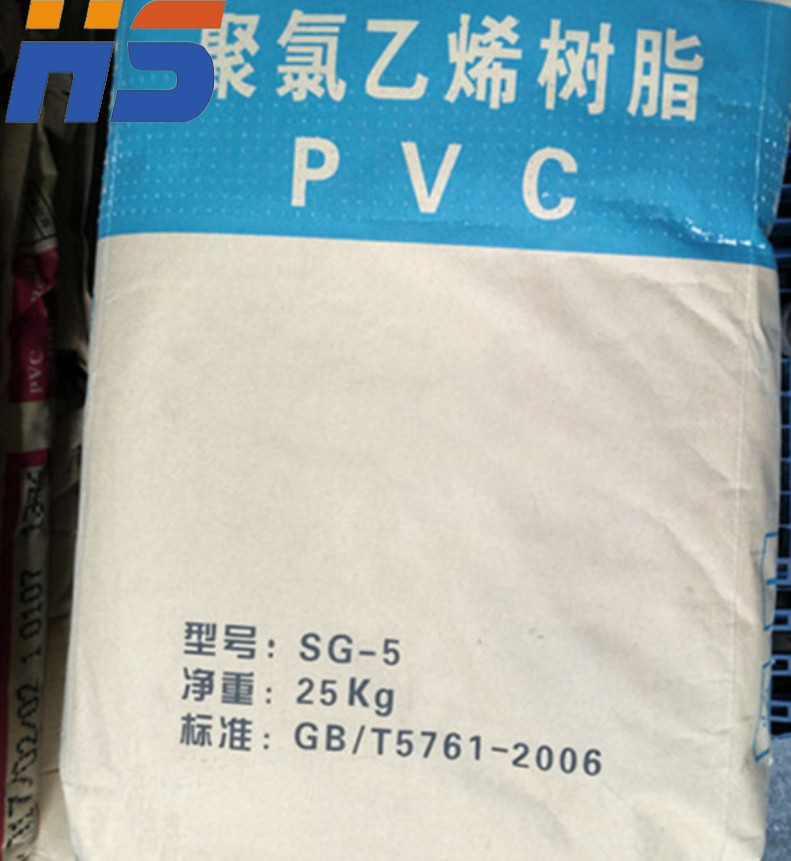 HS
聚氯乙烯树脂
PVC
型号：SG-5
净重：25Kg
标准：GB/T5761-2006
PVC